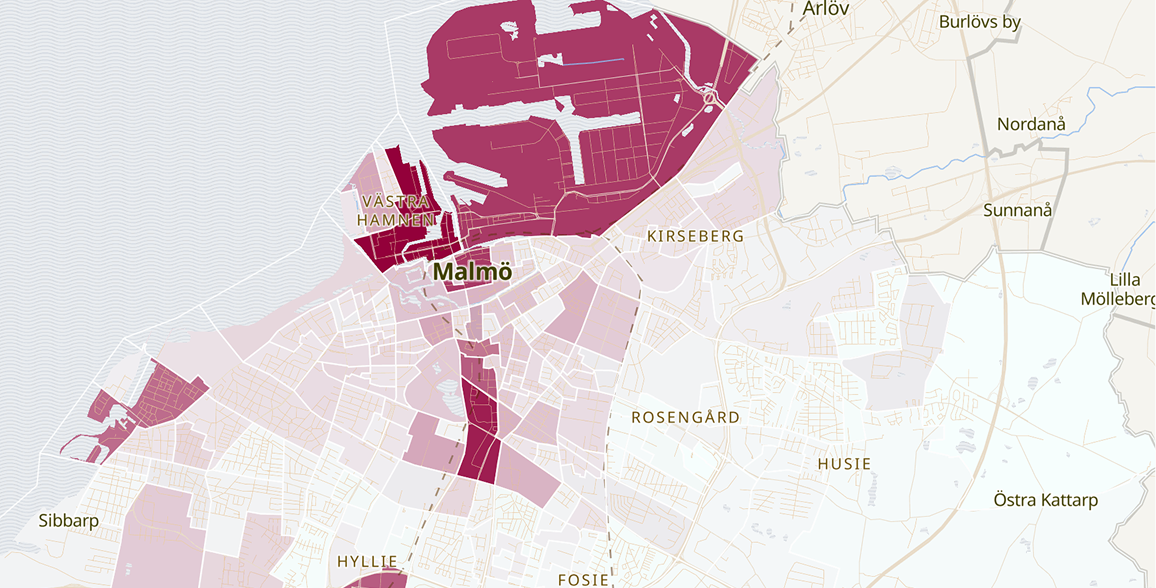 Arlöv
Burlövs by
Nordanå
VÄSTRA
HAMNEN
Sunnanå
KIRSEBERG
Malmö
Lilla
Mölleberg
ROSENGÅRD
HUSIE
Östra Kattarp
Sibbarp
HYLLIE
FOSIE